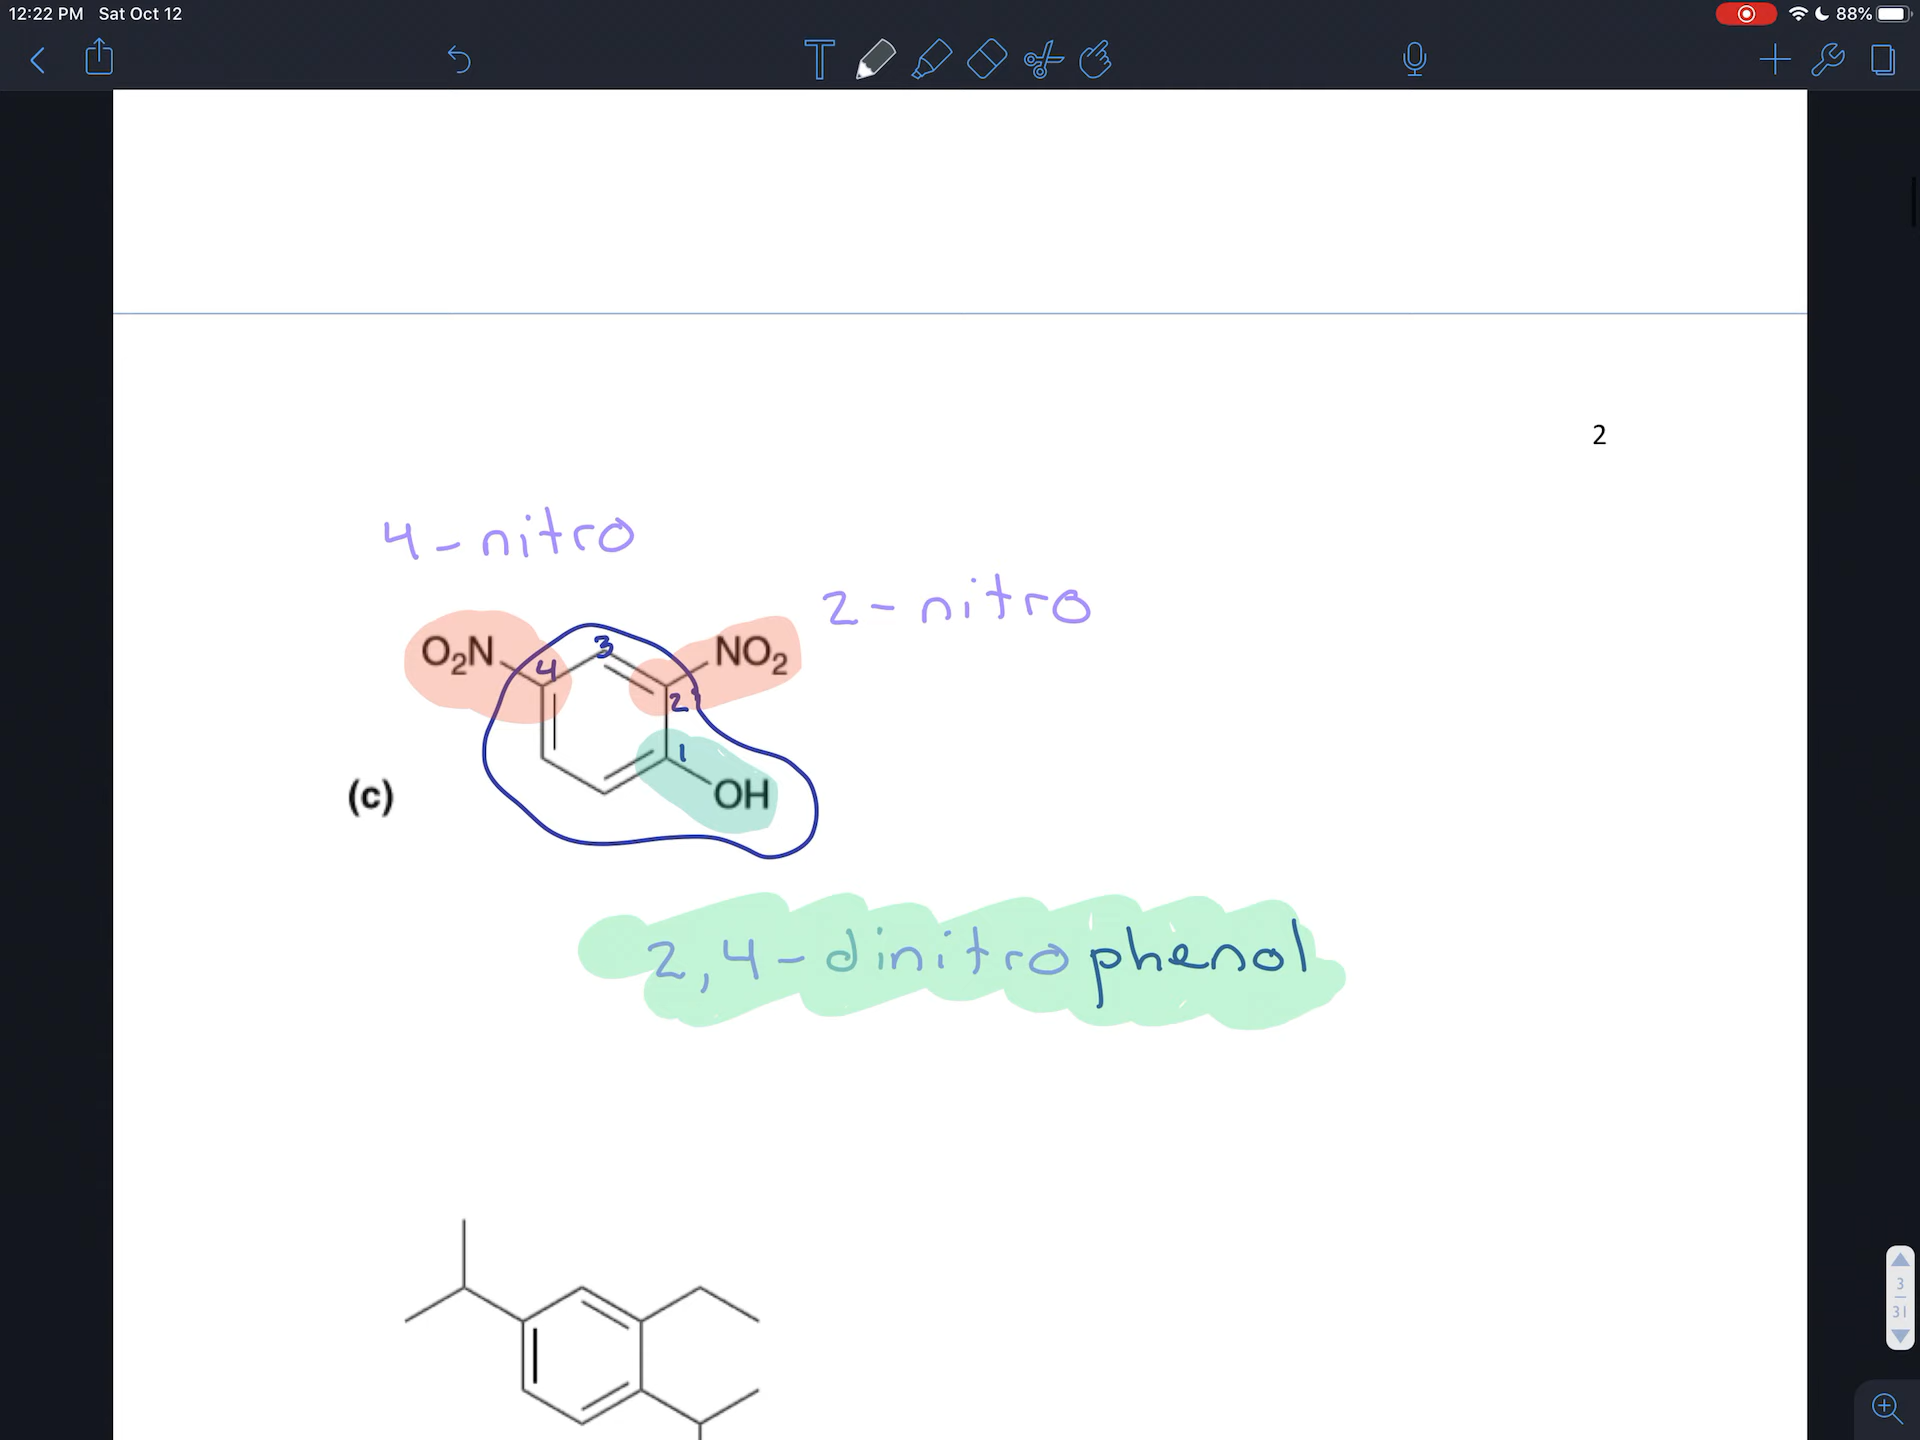 12:22 PM Sat Oct 12
88%
T
2
4-nitro
2-nitro
O₂N
4
3
NO₂
2
1
OH
(c)
2,4-dinitrophenol
3
31